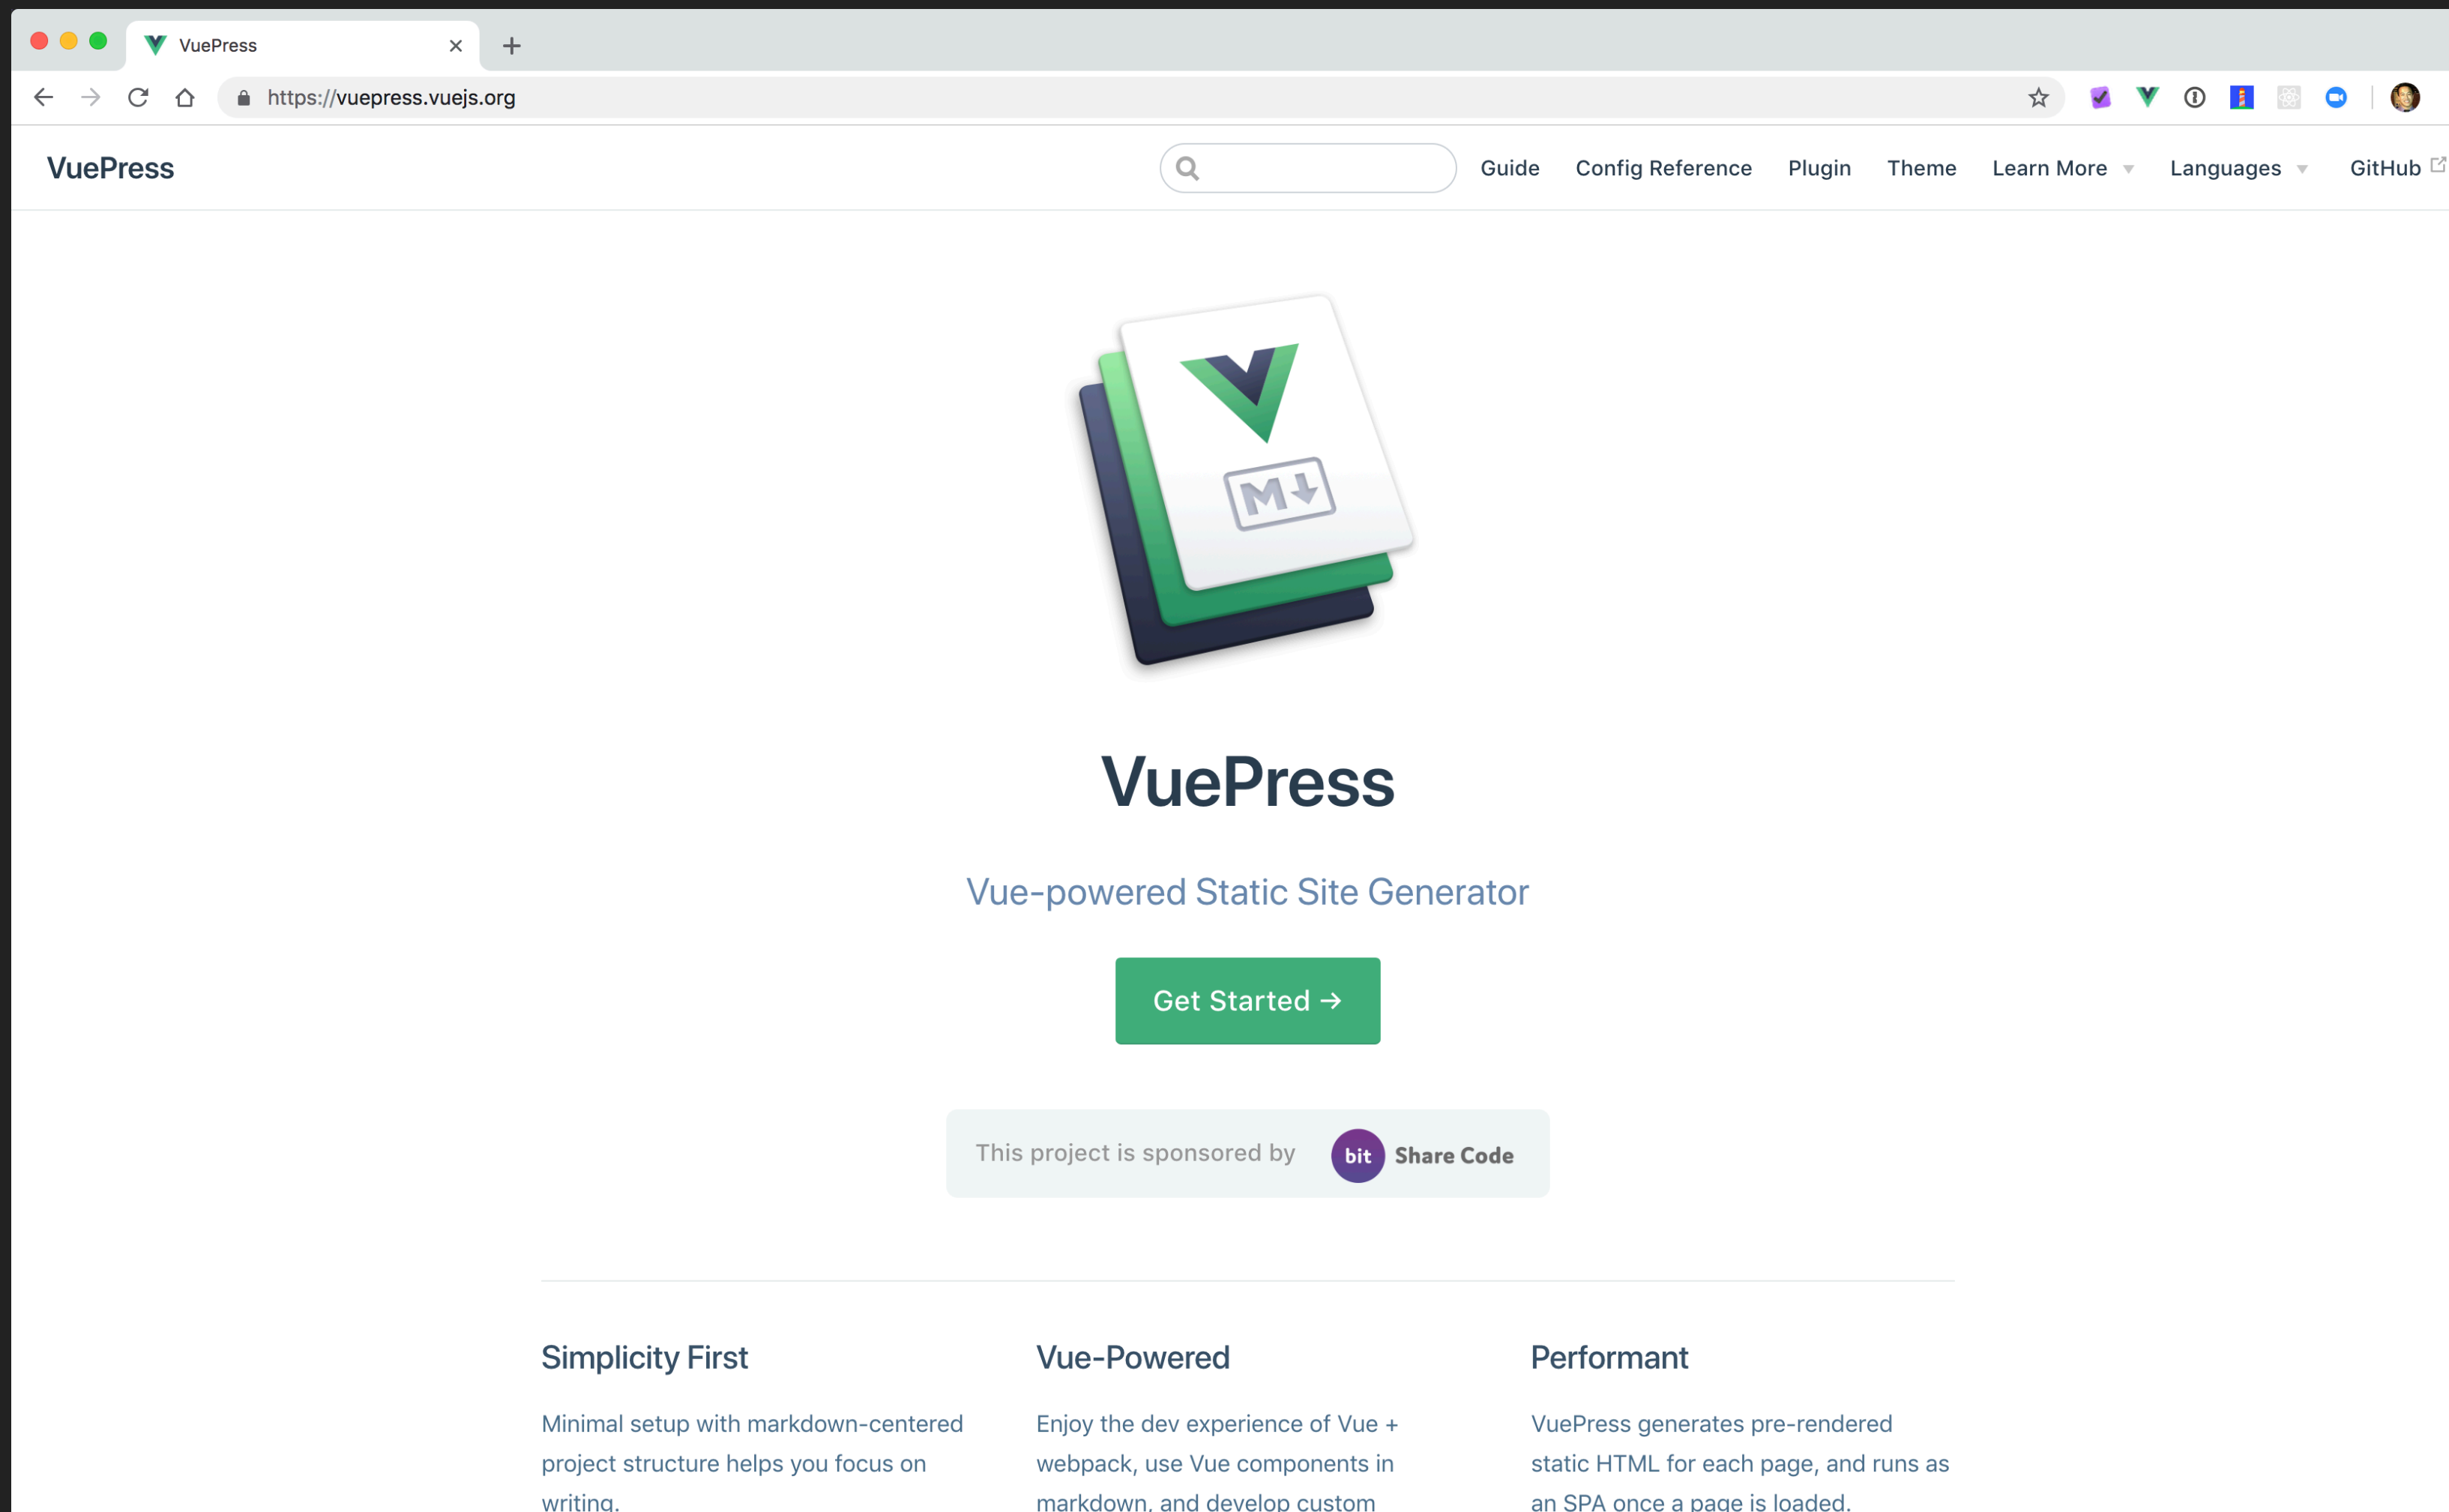 VuePress
https://vuepress.vuejs.org
VuePress
Guide
Config Reference
Plugin
Theme
Learn More
Languages
GitHub
M
VuePress
Vue-powered Static Site Generator
Get Started →
This project is sponsored by
bit Share Code
Simplicity First
Minimal setup with markdown-centered
project structure helps you focus on
writing.
Vue-Powered
Enjoy the dev experience of Vue +
webpack, use Vue components in
markdown, and develop custom
Performant
VuePress generates pre-rendered
static HTML for each page, and runs as
an SPA once a page is loaded.